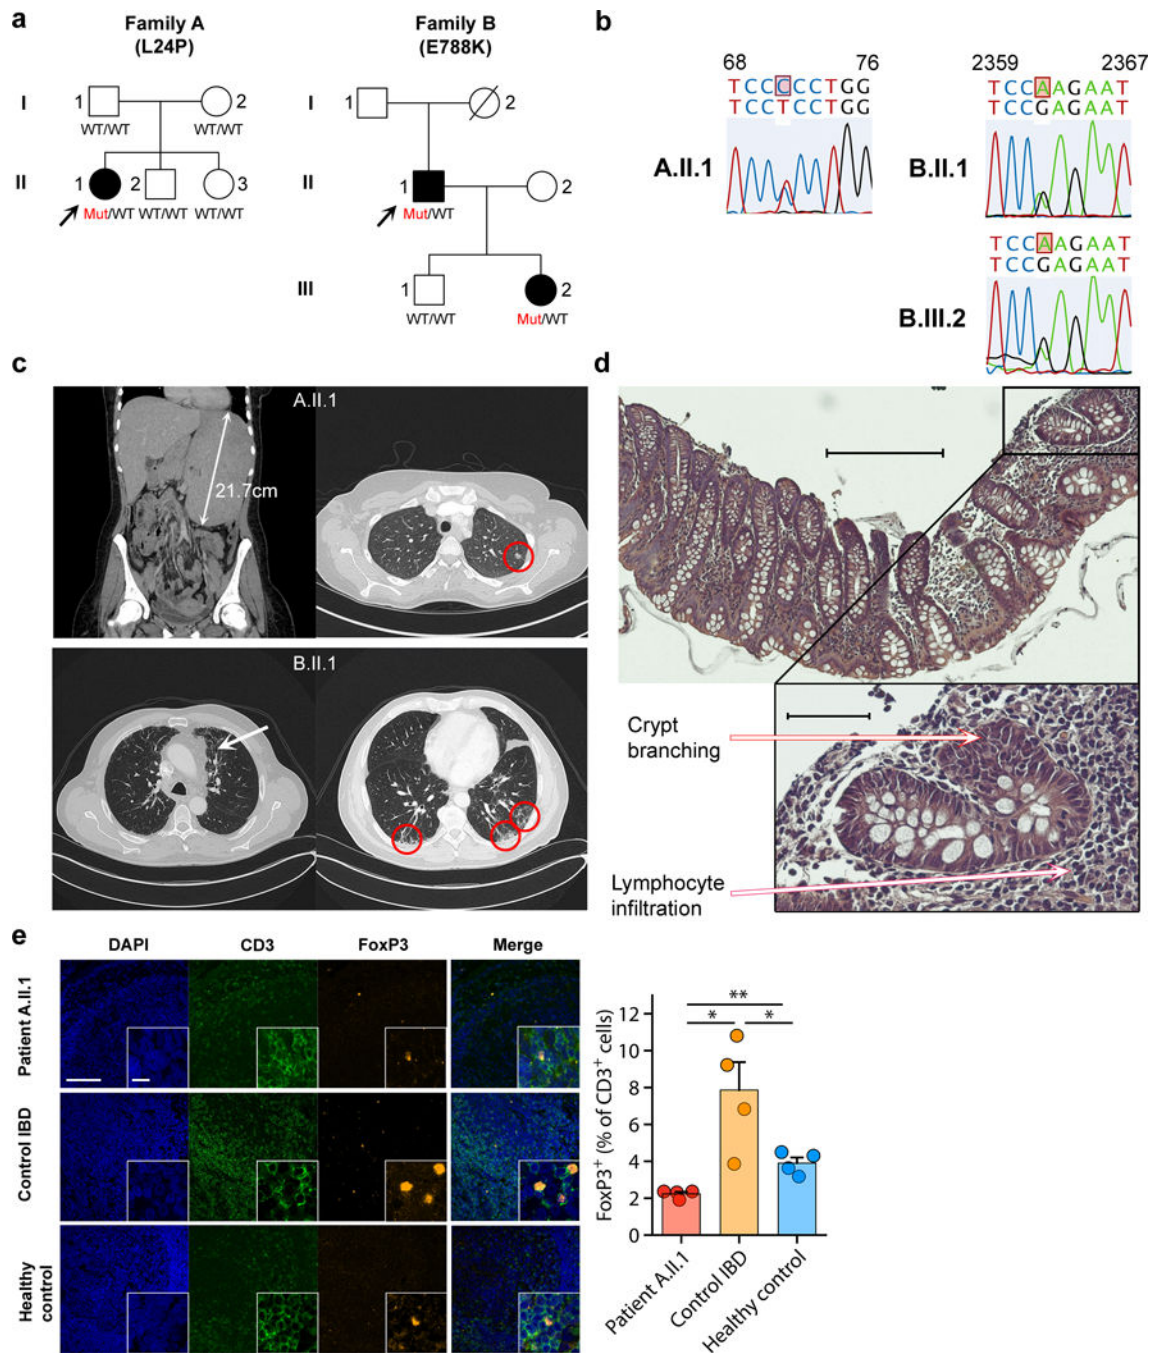 a
Family A
(L24P)
Family B
(E788K)
I
1
2
WT/WT
WT/WT
II
1
2
3
Mut/WT
WT/WT
WT/WT
I
1
2
II
1
2
Mut/WT
III
1
2
WT/WT
Mut/WT
b
68
76
TCCCCCTGG
TCCTCCTGG
A.II.1
2359
2367
TCCAAGAAT
TCCGAGAAT
B.II.1
TCCAAGAAT
TCCGAGAAT
B.III.2
c
A.II.1
21.7cm
B.II.1
d
Crypt
branching
Lymphocyte
infiltration
e
DAPI
CD3
FoxP3
Merge
Patient A.II.1
Control IBD
Healthy
control
FoxP3+ (% of CD3+ cells)
12
10
8
6
4
2
0
**
*
*
Patient A.II.1
Control IBD
Healthy control